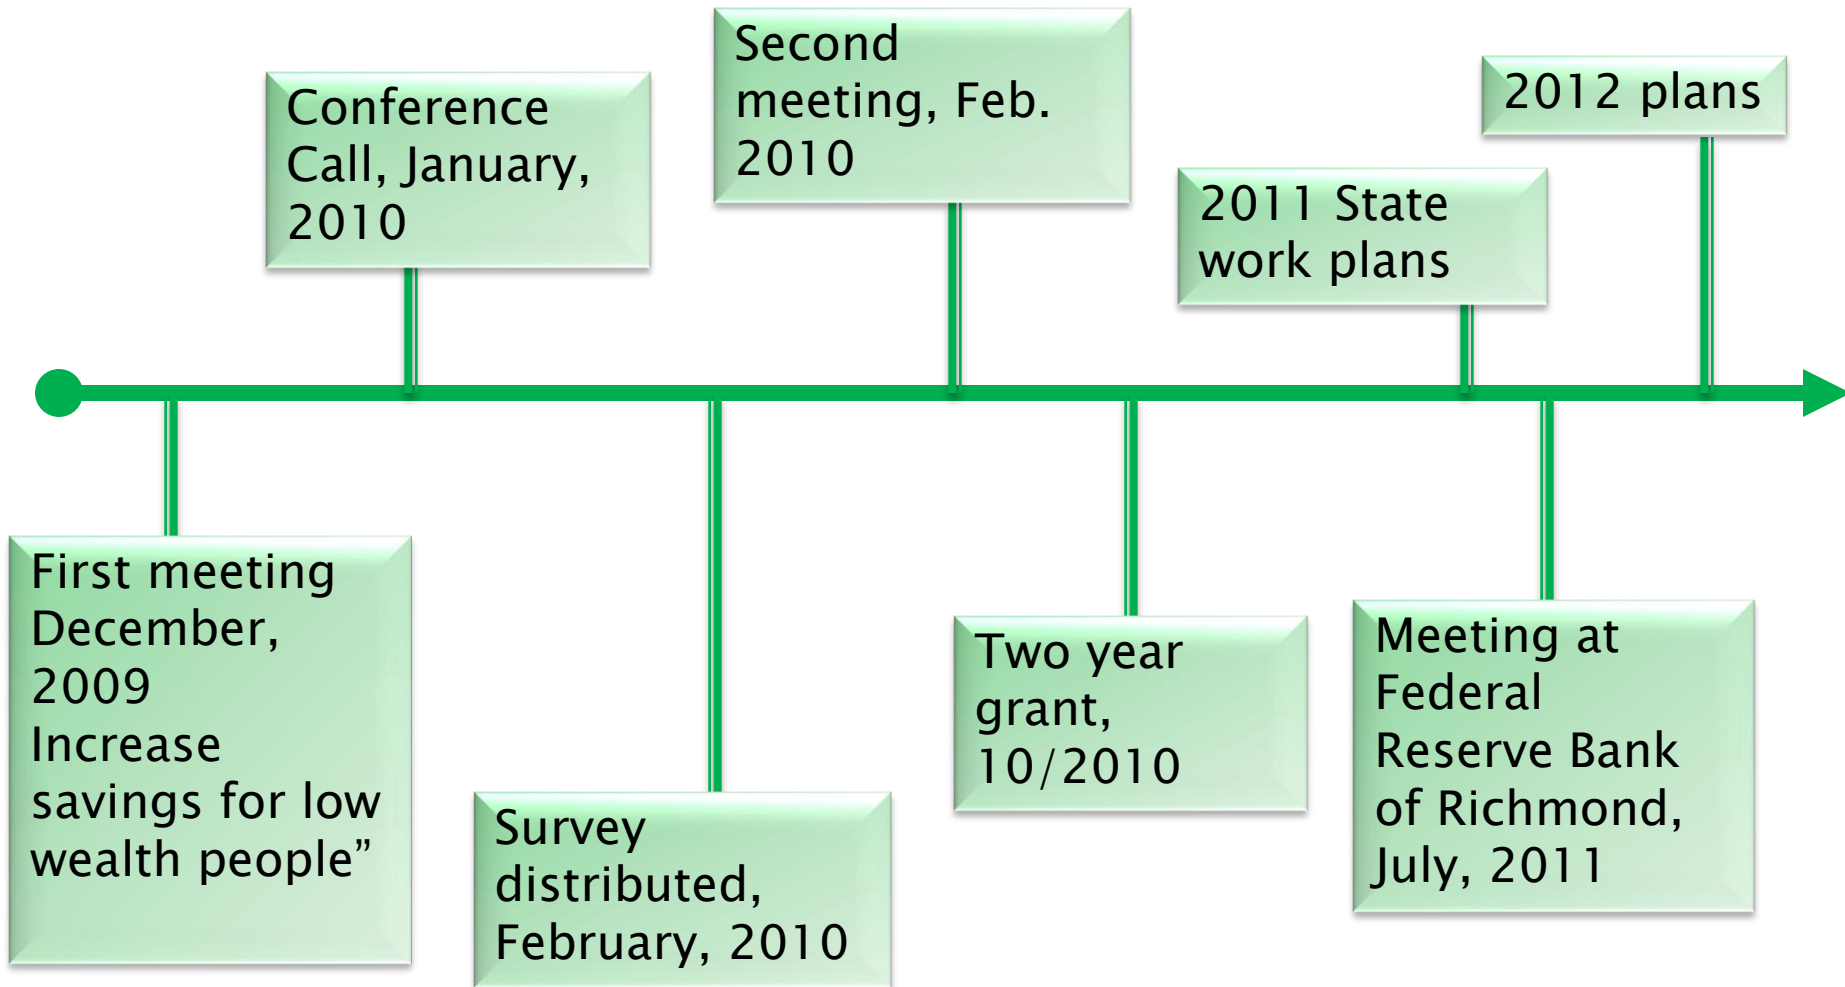 First meeting
December,
2009
Increase
savings for low
wealth people”
Conference
Call, January,
2010
Survey
distributed,
February, 2010
Second
meeting, Feb.
2010
Two year
grant,
10/2010
2011 State
work plans
Meeting at
Federal
Reserve Bank
of Richmond,
July, 2011
2012 plans